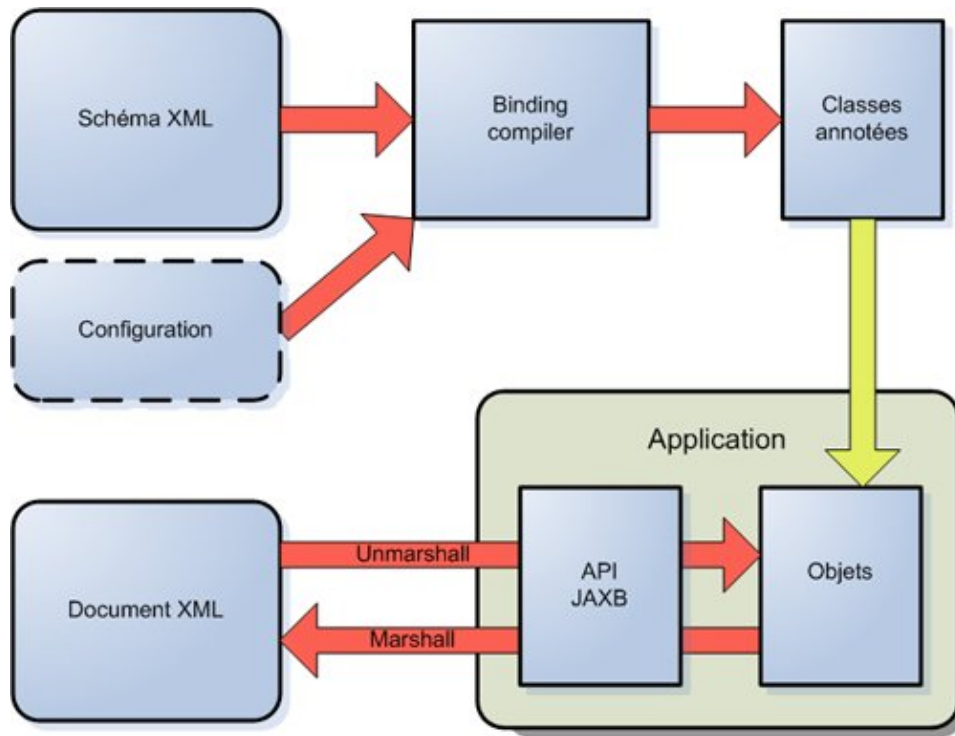 Schéma XML
Binding
compiler
Classes
annotées
Configuration
Application
Document XML
Unmarshall
Marshall
API
JAXB
Objets